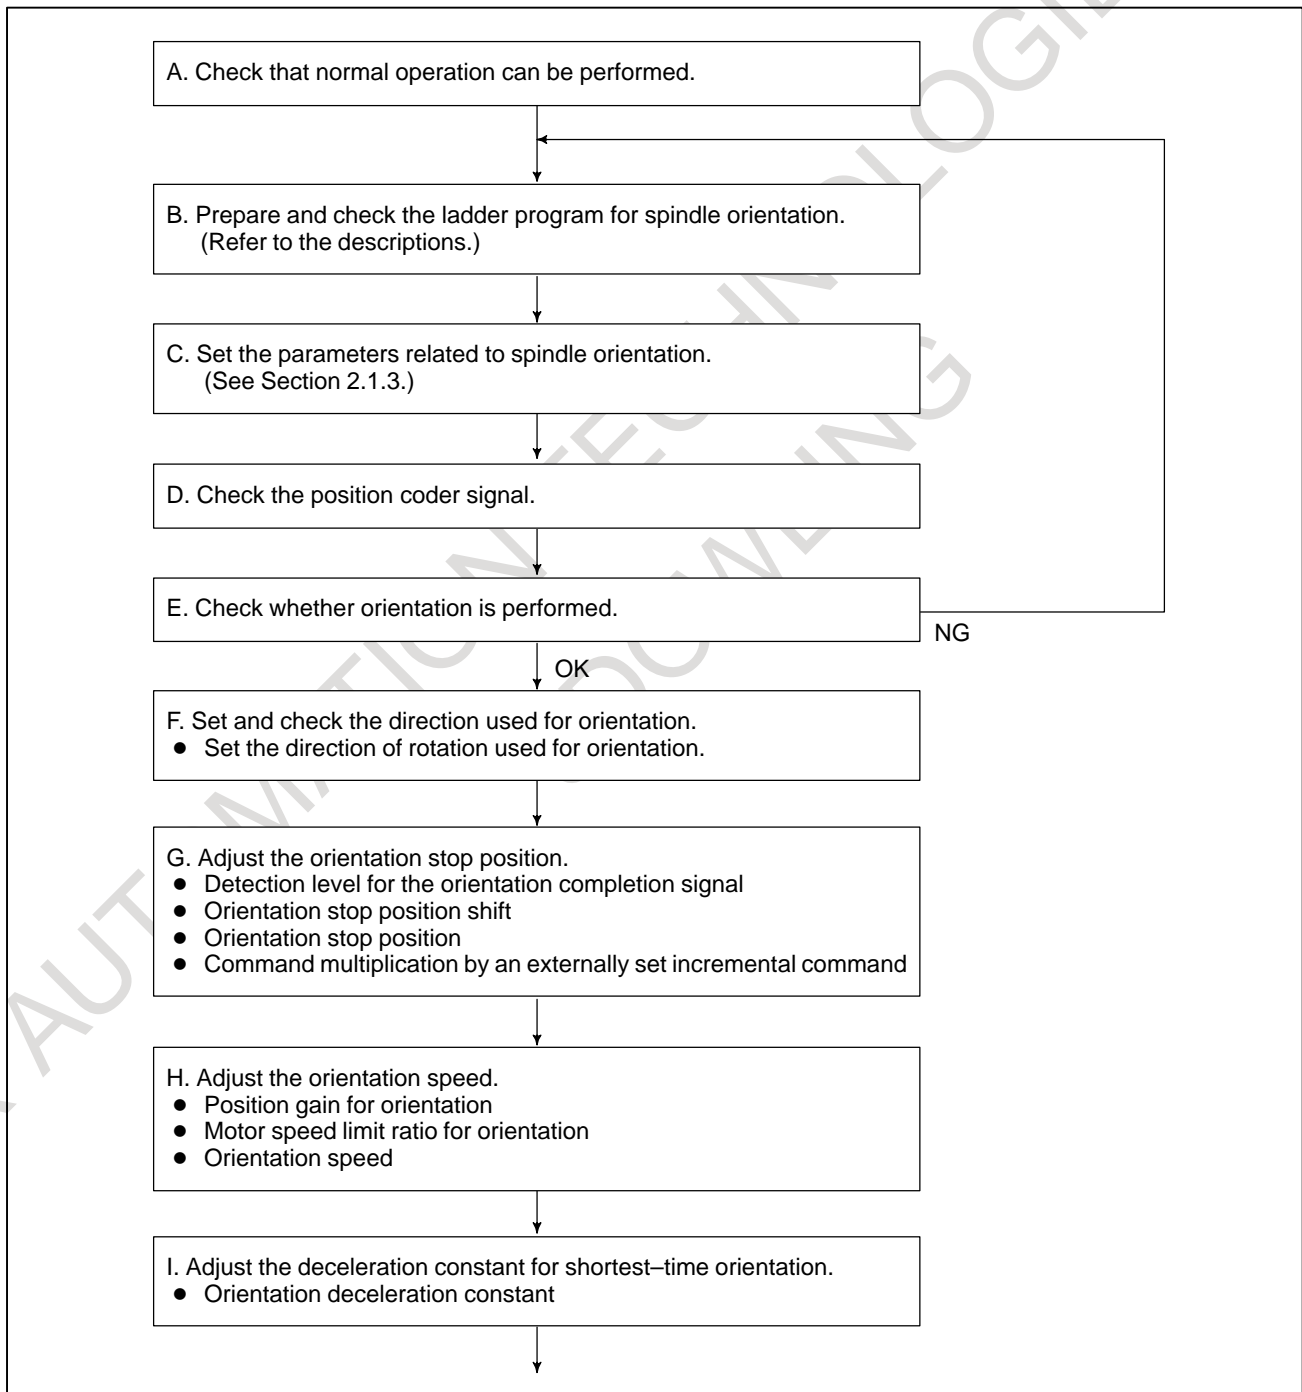 A. Check that normal operation can be performed.
B. Prepare and check the ladder program for spindle orientation.
(Refer to the descriptions.)
C. Set the parameters related to spindle orientation.
(See Section 2.1.3.)
D. Check the position coder signal.
E. Check whether orientation is performed.
NG
OK
F. Set and check the direction used for orientation.
● Set the direction of rotation used for orientation.
G. Adjust the orientation stop position.
● Detection level for the orientation completion signal
● Orientation stop position shift
● Orientation stop position
● Command multiplication by an externally set incremental command
H. Adjust the orientation speed.
● Position gain for orientation
● Motor speed limit ratio for orientation
● Orientation speed
I. Adjust the deceleration constant for shortest–time orientation.
● Orientation deceleration constant